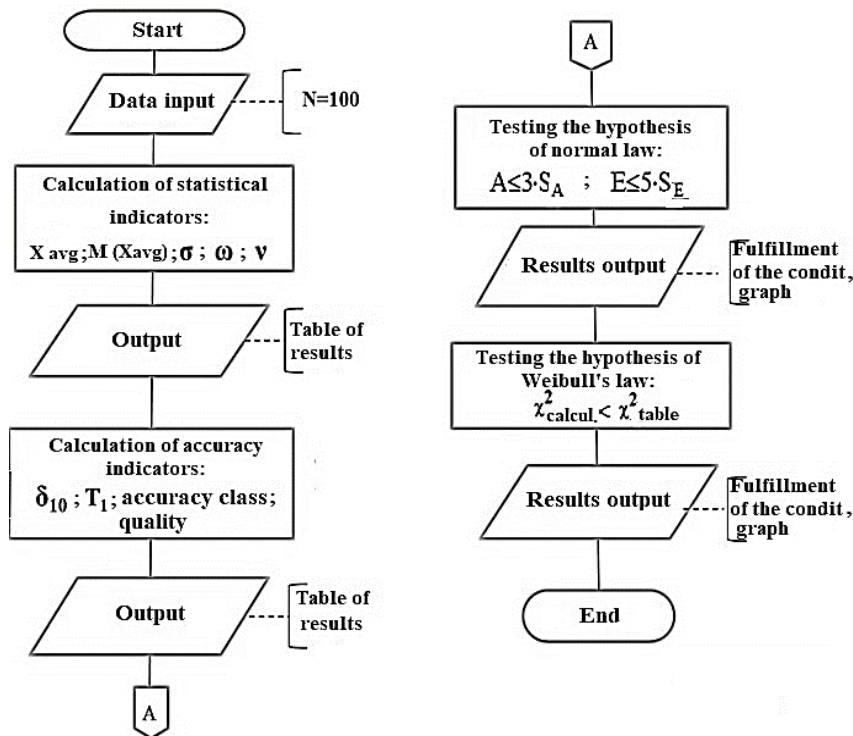 Start
Data input
N=100
Calculation of statistical
indicators:
X avg ; M (Xavg) ; σ ; ω ; ν
Output
Table of
results
Calculation of accuracy
indicators:
δ10 ; T1 ; accuracy class;
quality
Output
Table of
results
A
A
Testing the hypothesis
of normal law:
A≤3·SA ; E≤5·SE
Results output
Fulfillment
of the condit,
graph
Testing the hypothesis of
Weibull's law:
χ²calcul. < χ²table
Results output
Fulfillment
of the condit,
graph
End